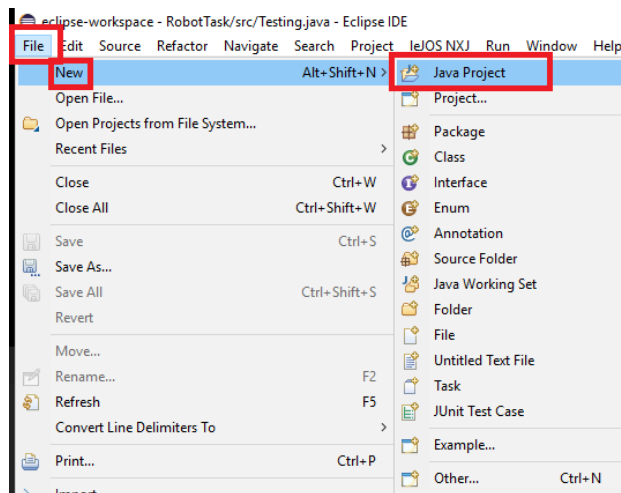 eclipse-workspace - RobotTask/src/Testing.java - Eclipse IDE
File Edit Source Refactor Navigate Search Project leJOS NXJ Run Window Help
New Alt+Shift+N >
Open File...
Open Projects from File System...
Recent Files >
Close Ctrl+W
Close All Ctrl+Shift+W
Save Ctrl+S
Save As...
Save All Ctrl+Shift+S
Revert
Move...
Rename... F2
Refresh F5
Convert Line Delimiters To >
Print... Ctrl+P
Import...
Java Project
Project...
Package
Class
Interface
Enum
Annotation
Source Folder
Java Working Set
Folder
File
Untitled Text File
Task
JUnit Test Case
Example...
Other... Ctrl+N